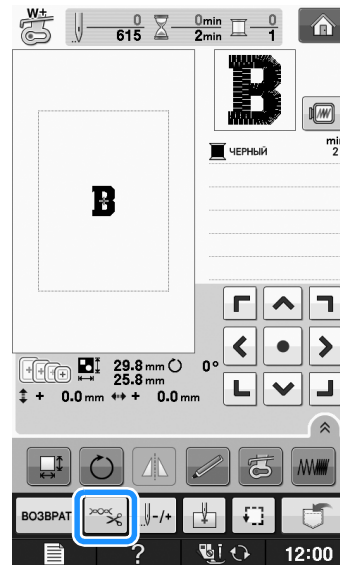 W+
0 0min 0
615 2min 1
B
min
ЧЕРНЫЙ 2
B
29.8 mm 0°
25.8 mm
+ 0.0 mm + 0.0 mm
ВОЗВРАТ -/+
? 12:00